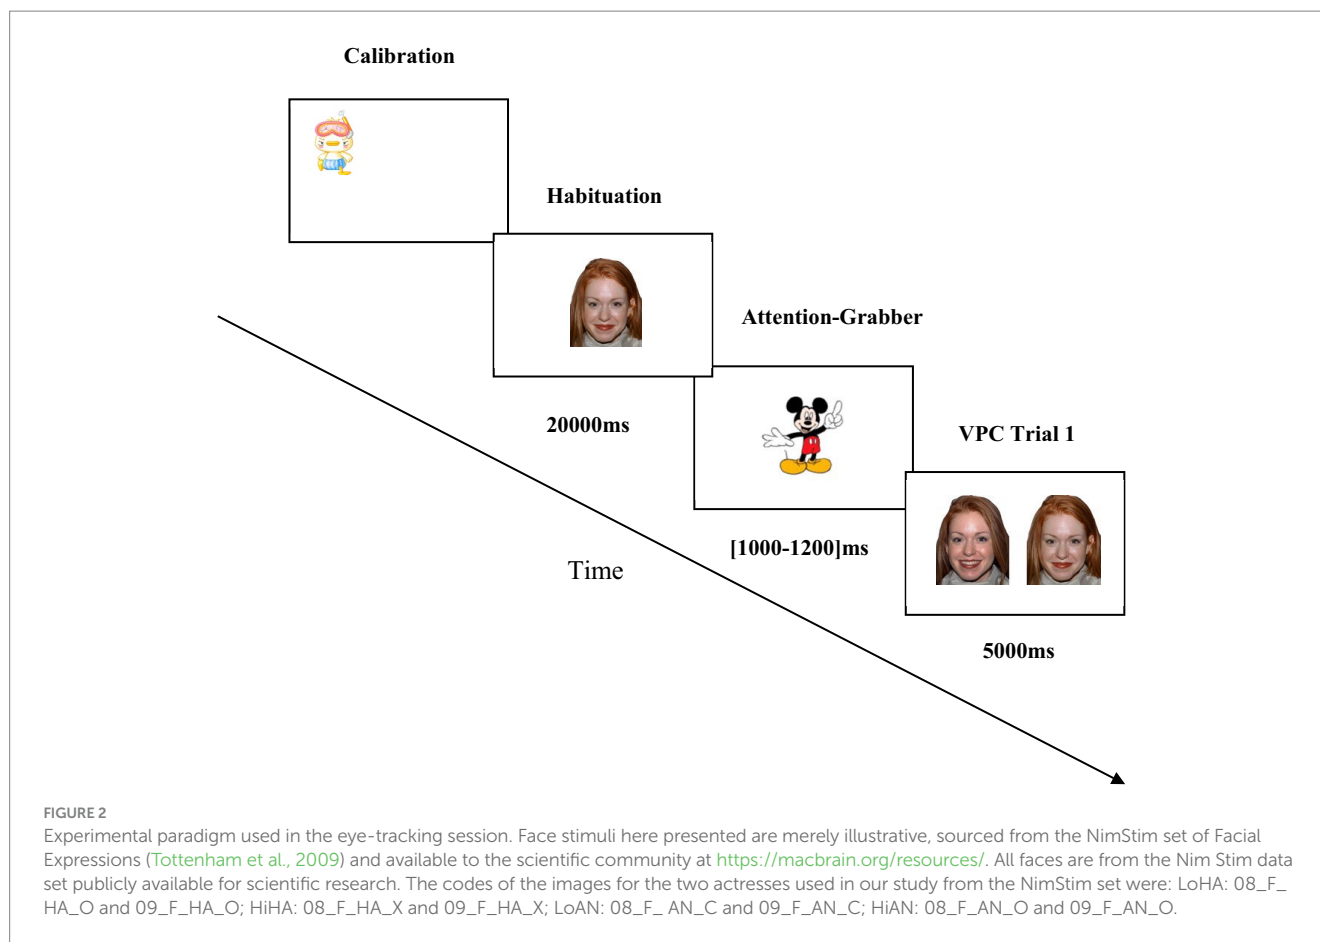 Calibration
Habituation
Attention-Grabber
20000ms
VPC Trial 1
[1000-1200]ms
Time
5000ms
FIGURE 2
Experimental paradigm used in the eye-tracking session. Face stimuli here presented are merely illustrative, sourced from the NimStim set of Facial
Expressions (Tottenham et al., 2009) and available to the scientific community at https://macbrain.org/resources/. All faces are from the Nim Stim data
set publicly available for scientific research. The codes of the images for the two actresses used in our study from the NimStim set were: LoHA: 08_F_
HA_O and 09_F_HA_O; HiHA: 08_F_HA_X and 09_F_HA_X; LoAN: 08_F_ AN_C and 09_F_AN_C; HiAN: 08_F_AN_O and 09_F_AN_O.